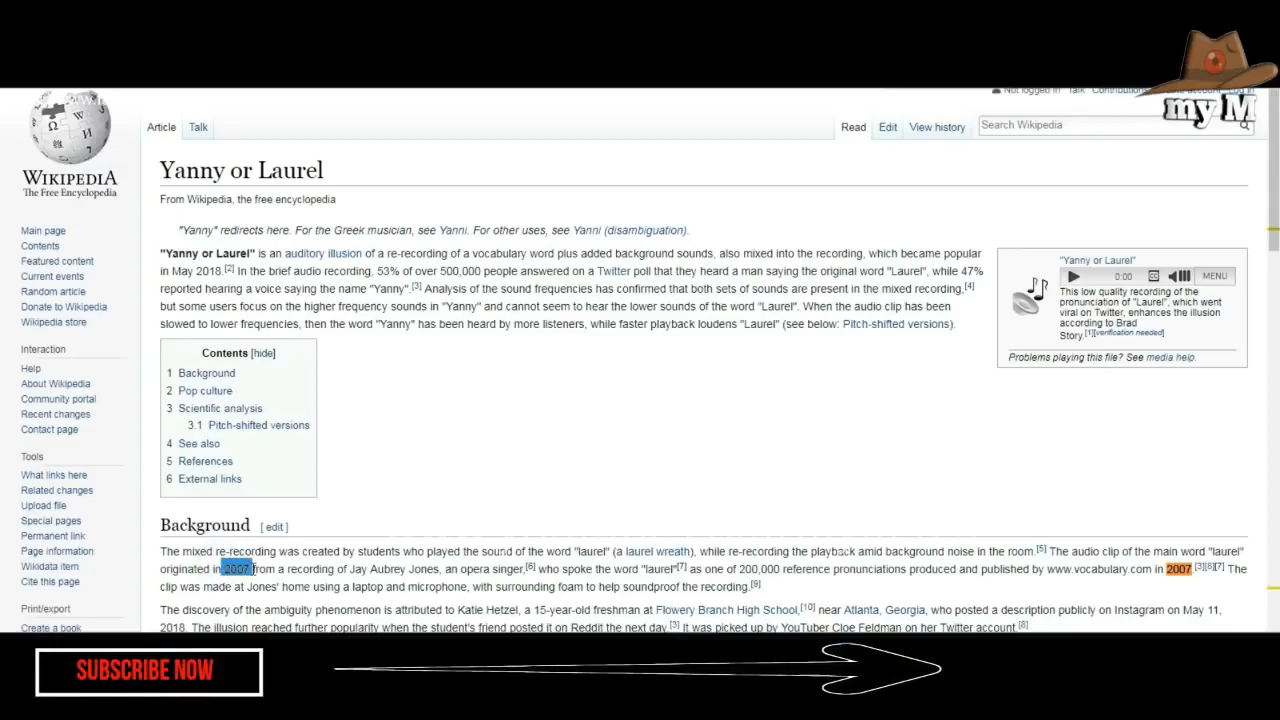 Not logged in Talk Contributions Log in
my M
Article Talk Read Edit View history Search Wikipedia
WIKIPEDIA
The Free Encyclopedia
Yanny or Laurel
From Wikipedia, the free encyclopedia
"Yanny" redirects here. For the Greek musician, see Yanni. For other uses, see Yanni (disambiguation).
"Yanny or Laurel" is an auditory illusion of a re-recording of a vocabulary word plus added background sounds, also mixed into the recording, which became popular
in May 2018.[2] In the brief audio recording, 53% of over 500,000 people answered on a Twitter poll that they heard a man saying the original word "Laurel", while 47%
reported hearing a voice saying the name "Yanny".[3] Analysis of the sound frequencies has confirmed that both sets of sounds are present in the mixed recording,[4]
but some users focus on the higher frequency sounds in "Yanny" and cannot seem to hear the lower sounds of the word "Laurel". When the audio clip has been
slowed to lower frequencies, then the word "Yanny" has been heard by more listeners, while faster playback loudens "Laurel" (see below: Pitch-shifted versions).
"Yanny or Laurel"
0:00 MENU
This low quality recording of the
pronunciation of "Laurel", which went
viral on Twitter, enhances the illusion
according to Brad
Story.[1][verification needed]
Problems playing this file? See media help.
Main page
Contents
Featured content
Current events
Random article
Donate to Wikipedia
Wikipedia store
Interaction
Help
About Wikipedia
Community portal
Recent changes
Contact page
Tools
What links here
Related changes
Upload file
Special pages
Permanent link
Page information
Wikidata item
Cite this page
Print/export
Create a book
Contents [hide]
1 Background
2 Pop culture
3 Scientific analysis
3.1 Pitch-shifted versions
4 See also
5 References
6 External links
Background [ edit ]
The mixed re-recording was created by students who played the sound of the word "laurel" (a laurel wreath), while re-recording the playback amid background noise in the room.[5] The audio clip of the main word "laurel"
originated in 2007 from a recording of Jay Aubrey Jones, an opera singer,[6] who spoke the word "laurel"[7] as one of 200,000 reference pronunciations produced and published by www.vocabulary.com in 2007.[3][6][7] The
clip was made at Jones' home using a laptop and microphone, with surrounding foam to help soundproof the recording.[9]
The discovery of the ambiguity phenomenon is attributed to Katie Hetzel, a 15-year-old freshman at Flowery Branch High School,[10] near Atlanta, Georgia, who posted a description publicly on Instagram on May 11,
2018. The illusion reached further popularity when the student's friend posted it on Reddit the next day.[3] It was picked up by YouTuber Cloe Feldman on her Twitter account.[8]
SUBSCRIBE NOW